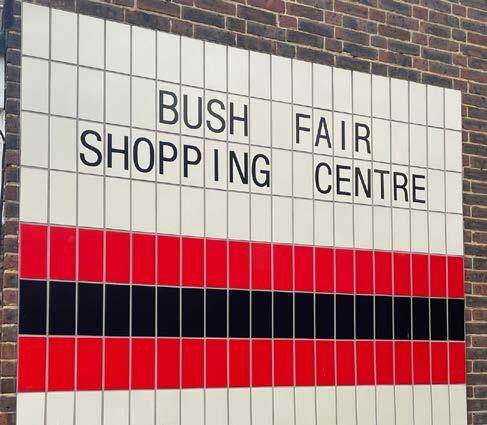 BUSH FAIR
SHOPPING CENTRE